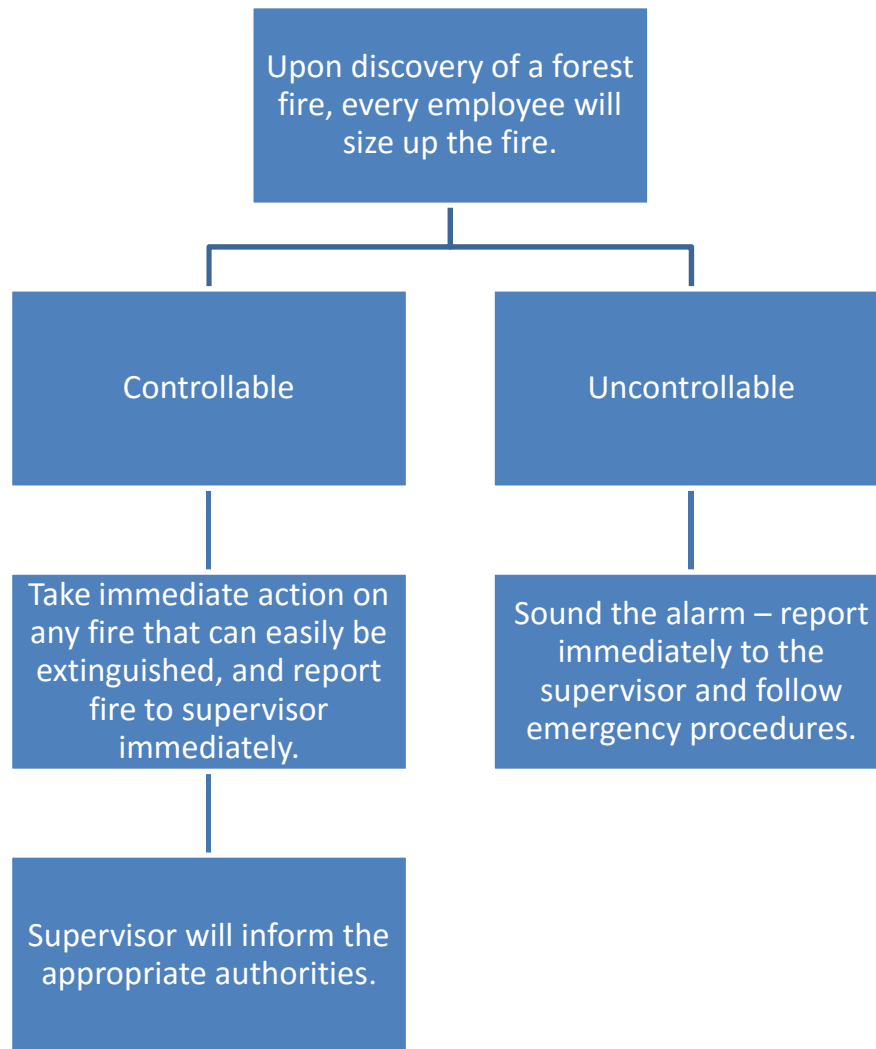 Upon discovery of a forest
fire, every employee will
size up the fire.
Controllable
Uncontrollable
Take immediate action on
any fire that can easily be
extinguished, and report
fire to supervisor
immediately.
Sound the alarm – report
immediately to the
supervisor and follow
emergency procedures.
Supervisor will inform the
appropriate authorities.